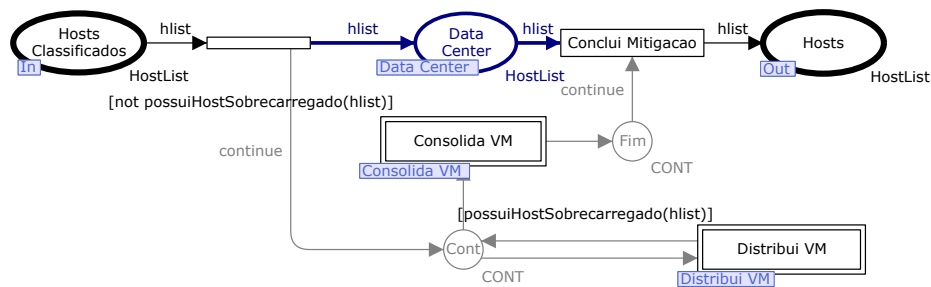 hlist
hlist
hlist
hlist
Hosts
Classificados
Data
Center
Conclui Mitigacao
Hosts
In
Data Center
Out
HostList
HostList
HostList
continue
[not possuiHostSobrecarregado(hlist)]
Consolida VM
Fim
continue
Consolida VM
CONT
[possuiHostSobrecarregado(hlist)]
Cont
Distribui VM
CONT
Distribui VM